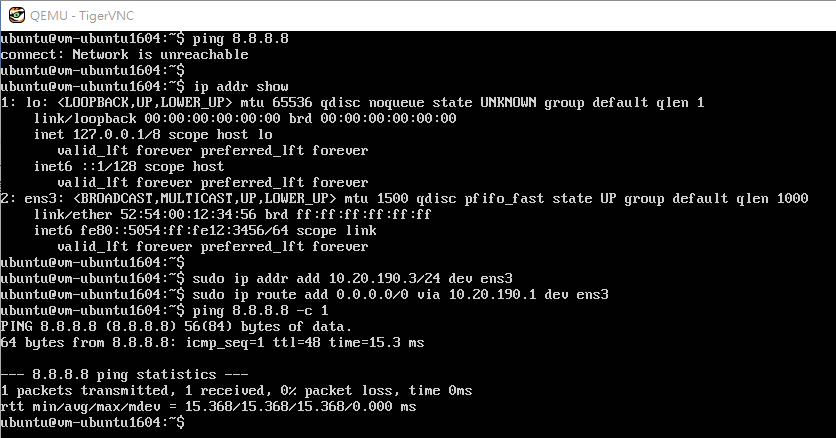 QEMU - TigerVNC
ubuntu@vm-ubuntu1604:~$ ping 8.8.8.8
connect: Network is unreachable
ubuntu@vm-ubuntu1604:~$
ubuntu@vm-ubuntu1604:~$ ip addr show
1: lo: <LOOPBACK,UP,LOWER_UP> mtu 65536 qdisc noqueue state UNKNOWN group default qlen 1
    link/loopback 00:00:00:00:00:00 brd 00:00:00:00:00:00
    inet 127.0.0.1/8 scope host lo
       valid_lft forever preferred_lft forever
    inet6 ::1/128 scope host
       valid_lft forever preferred_lft forever
2: ens3: <BROADCAST,MULTICAST,UP,LOWER_UP> mtu 1500 qdisc pfifo_fast state UP group default qlen 1000
    link/ether 52:54:00:12:34:56 brd ff:ff:ff:ff:ff:ff
    inet6 fe80::5054:ff:fe12:3456/64 scope link
       valid_lft forever preferred_lft forever
ubuntu@vm-ubuntu1604:~$
ubuntu@vm-ubuntu1604:~$ sudo ip addr add 10.20.190.3/24 dev ens3
ubuntu@vm-ubuntu1604:~$ sudo ip route add 0.0.0.0/0 via 10.20.190.1 dev ens3
ubuntu@vm-ubuntu1604:~$ ping 8.8.8.8 -c 1
PING 8.8.8.8 (8.8.8.8) 56(84) bytes of data.
64 bytes from 8.8.8.8: icmp_seq=1 ttl=48 time=15.3 ms

--- 8.8.8.8 ping statistics ---
1 packets transmitted, 1 received, 0% packet loss, time 0ms
rtt min/avg/max/mdev = 15.368/15.368/15.368/0.000 ms
ubuntu@vm-ubuntu1604:~$